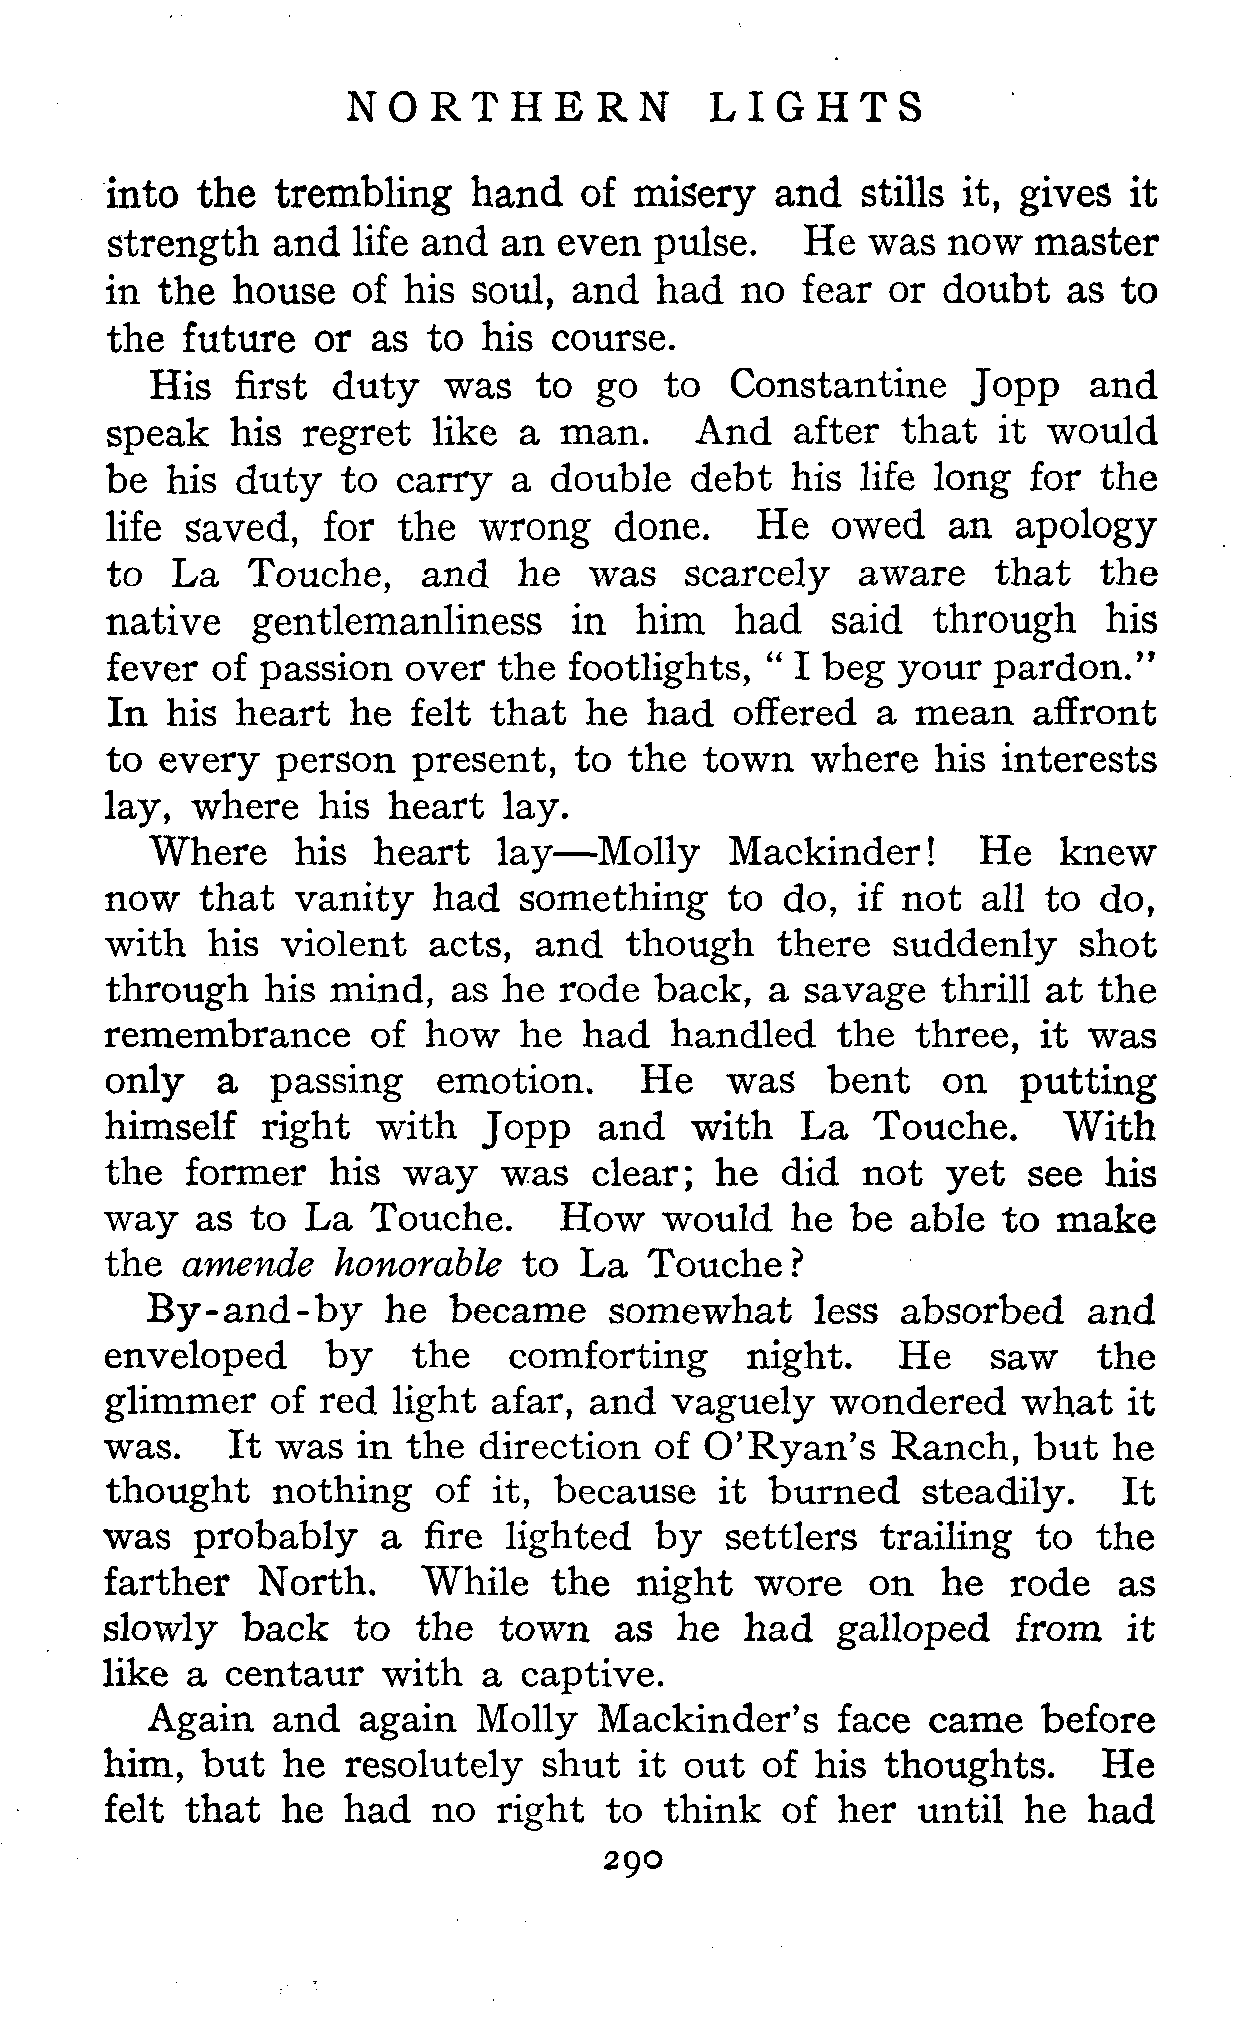 NORTHERN LIGHTS
into the trembling hand of misery and stills it, gives it
strength and life and an even pulse. He was now master
in the house of his soul, and had no fear or doubt as to
the future or as to his course.
His first duty was to go to Constantine Jopp and
speak his regret like a man. And after that it would
be his duty to carry a double debt his life long for the
life saved, for the wrong done. He owed an apology
to La Touche, and he was scarcely aware that the
native gentlemanliness in him had said through his
fever of passion over the footlights, “ I beg your pardon.”
In his heart he felt that he had offered a mean affront
to every person present, to the town where his interests
lay, where his heart lay.
Where his heart lay—Molly Mackinder! He knew
now that vanity had something to do, if not all to do,
with his violent acts, and though there suddenly shot
through his mind, as he rode back, a savage thrill at the
remembrance of how he had handled the three, it was
only a passing emotion. He was bent on putting
himself right with Jopp and with La Touche. With
the former his way was clear; he did not yet see his
way as to La Touche. How would he be able to make
the amende honorable to La Touche?
By-and-by he became somewhat less absorbed and
enveloped by the comforting night. He saw the
glimmer of red light afar, and vaguely wondered what it
was. It was in the direction of O’Ryan’s Ranch, but he
thought nothing of it, because it burned steadily. It
was probably a fire lighted by settlers trailing to the
farther North. While the night wore on he rode as
slowly back to the town as he had galloped from it
like a centaur with a captive.
Again and again Molly Mackinder’s face came before
him, but he resolutely shut it out of his thoughts. He
felt that he had no right to think of her until he had
290